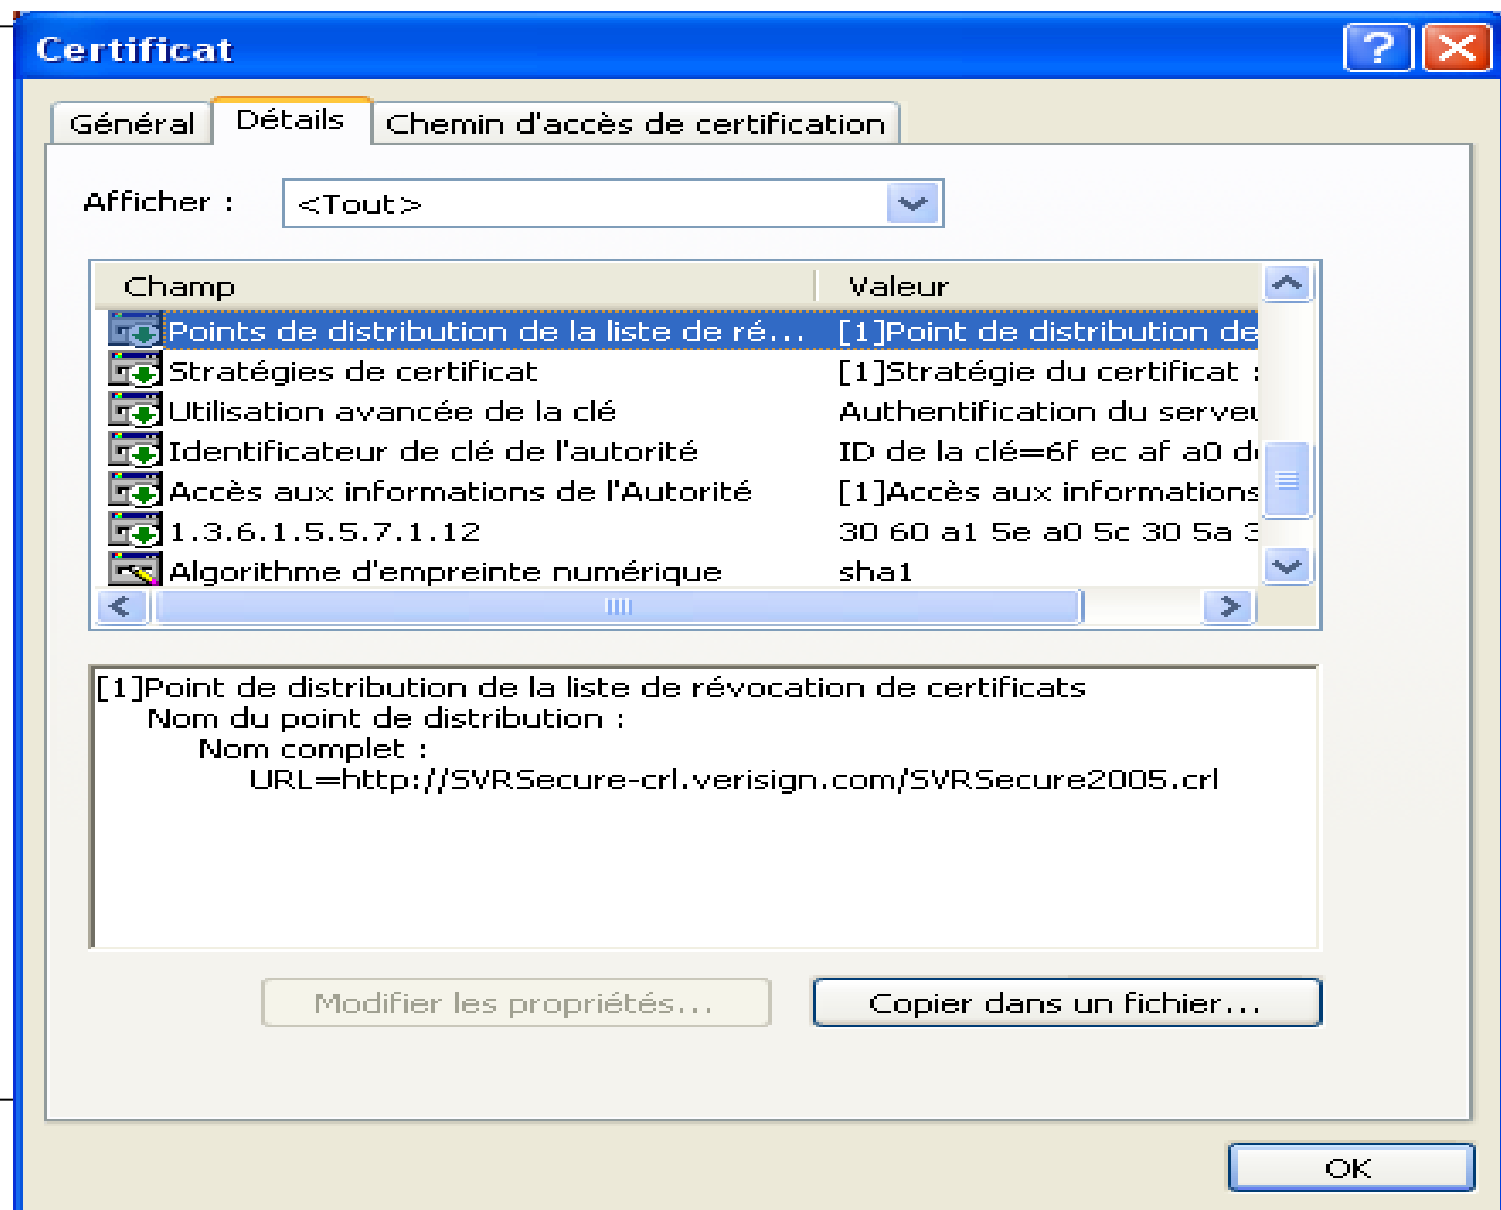 Certificat
Général Détails Chemin d'accès de certification
Afficher : <Tout>
Champ Valeur
Points de distribution de la liste de ré... [1]Point de distribution de
Stratégies de certificat [1]Stratégie du certificat :
Utilisation avancée de la clé Authentification du serveu
Identificateur de clé de l'autorité ID de la clé=6f ec af a0 d
Accès aux informations de l'Autorité [1]Accès aux informations
1.3.6.1.5.5.7.1.12 30 60 a1 5e a0 5c 30 5a 3
Algorithme d'empreinte numérique sha1
[1]Point de distribution de la liste de révocation de certificats
Nom du point de distribution :
Nom complet :
URL=http://SVRSecure-crl.verisign.com/SVRSecure2005.crl
Modifier les propriétés... Copier dans un fichier...
OK